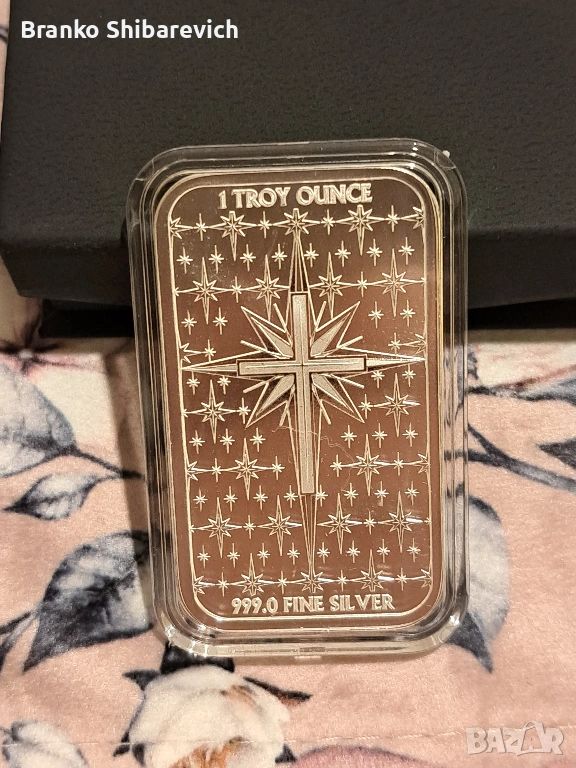 Branko Shibarevich
1 TROY OUNCE
999.0 FINE SILVER
BAZAR